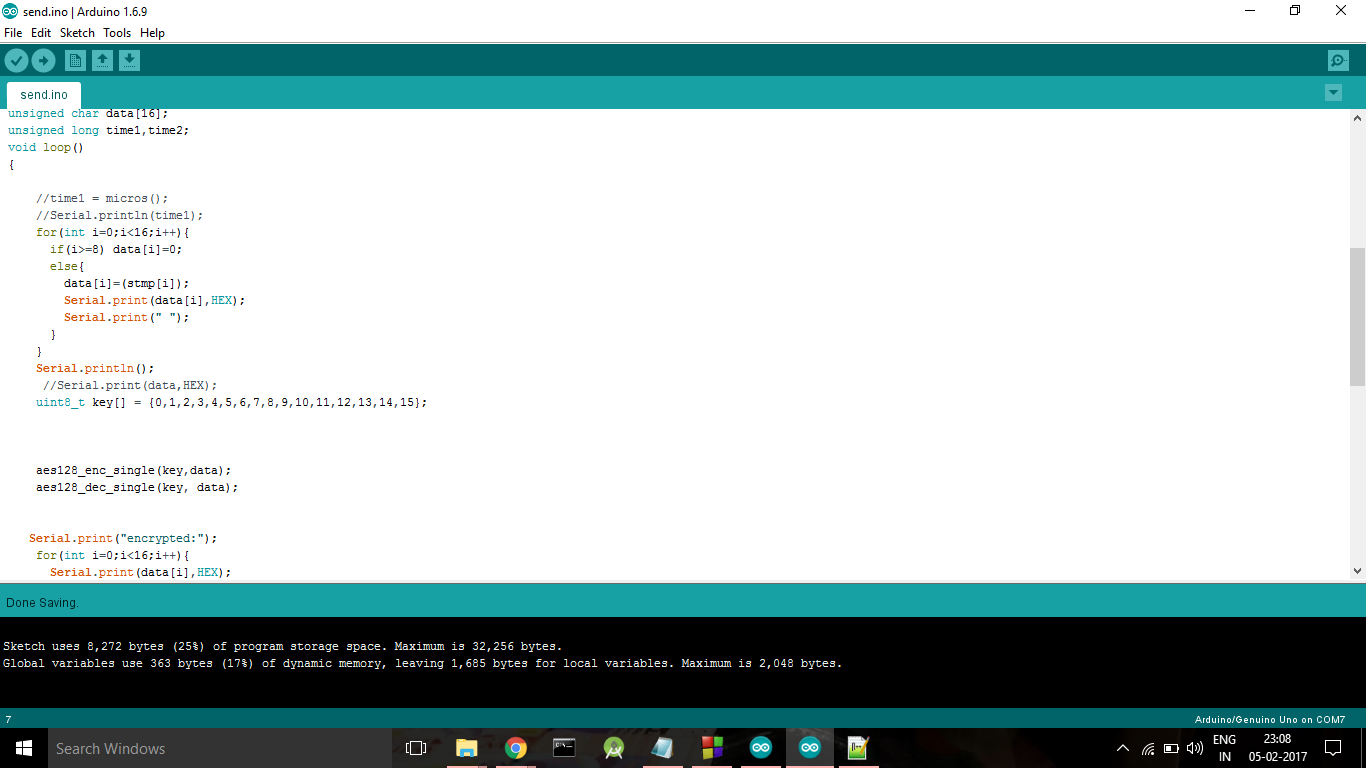 send.ino | Arduino 1.6.9
File Edit Sketch Tools Help
send.ino
unsigned char data[16];
unsigned long time1,time2;
void loop()
{
//time1 = micros();
//Serial.println(time1);
for(int i=0;i<16;i++){
if(i>=8) data[i]=0;
else{
data[i]=(stmp[i]);
Serial.print(data[i],HEX);
Serial.print(" ");
}
}
Serial.println();
//Serial.print(data,HEX);
uint8_t key[] = {0,1,2,3,4,5,6,7,8,9,10,11,12,13,14,15};
aes128_enc_single(key,data);
aes128_dec_single(key, data);
Serial.print("encrypted:");
for(int i=0;i<16;i++){
Serial.print(data[i],HEX);
Done Saving.
Sketch uses 8,272 bytes (25%) of program storage space. Maximum is 32,256 bytes.
Global variables use 363 bytes (17%) of dynamic memory, leaving 1,685 bytes for local variables. Maximum is 2,048 bytes.
7
Arduino/Genuino Uno on COM7
Search Windows
ENG
IN
23:08
05-02-2017